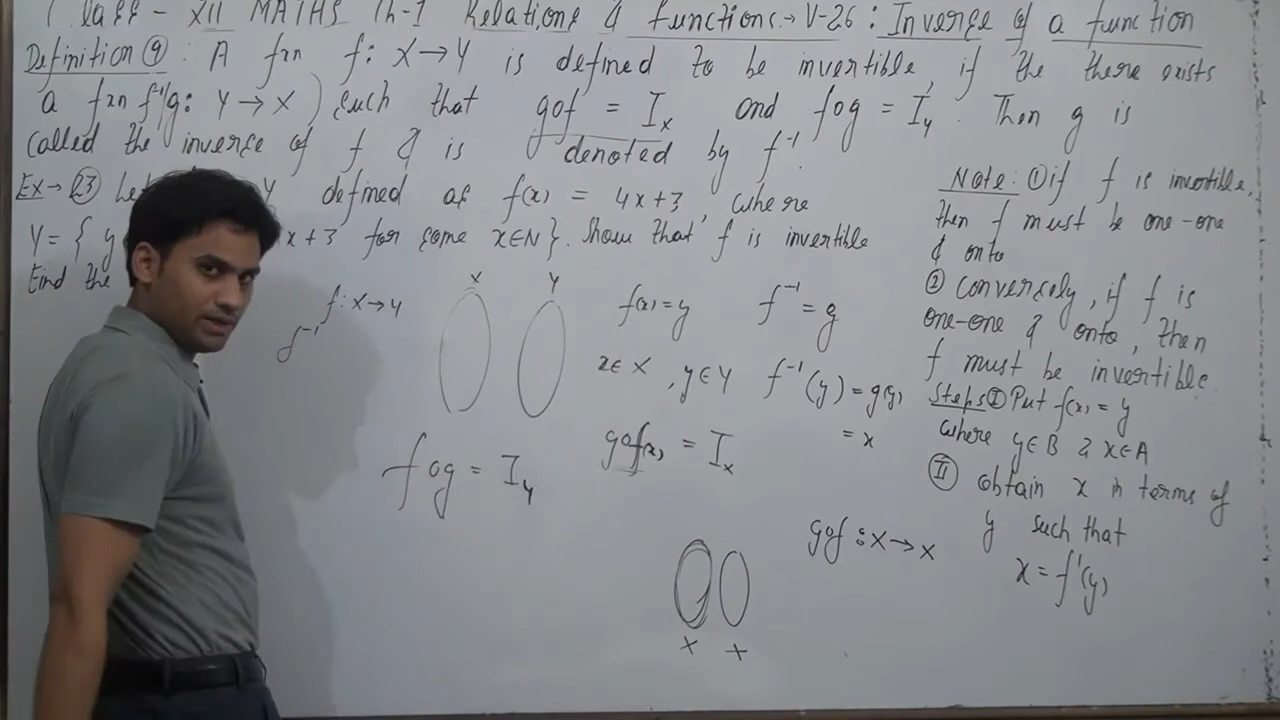 Class - XII MATHS Ch-1 Relations & functions → V-26 : Inverse of a function
Definition ⑨ : A fxn f : X → Y is defined to be invertible, if the there exists
a fxn f⁻¹/g : Y → X ) such that gof = Iₓ and fog = I_y . Then g is
called the inverse of f & is denoted by f⁻¹.
Ex → 23 Let Y defined as f(x) = 4x+3, where
Y = { y x+3 for some x∈N}. Show that f is invertible
Find the
Note: ① if f is invertible,
then f must be one-one
& onto
② conversely, if f is
one-one & onto, then
f must be invertible.
Steps ① Put f(x) = y
where y∈B & x∈A
Ⅱ obtain x in terms of
y such that
x = f⁻¹(y)
f : X → Y
f⁻¹
X Y
f(x) = y f⁻¹ = g
x∈X , y∈Y f⁻¹(y) = g(y)
= x
fog = I_y
gof(x) = Iₓ
gof : X → X
X X